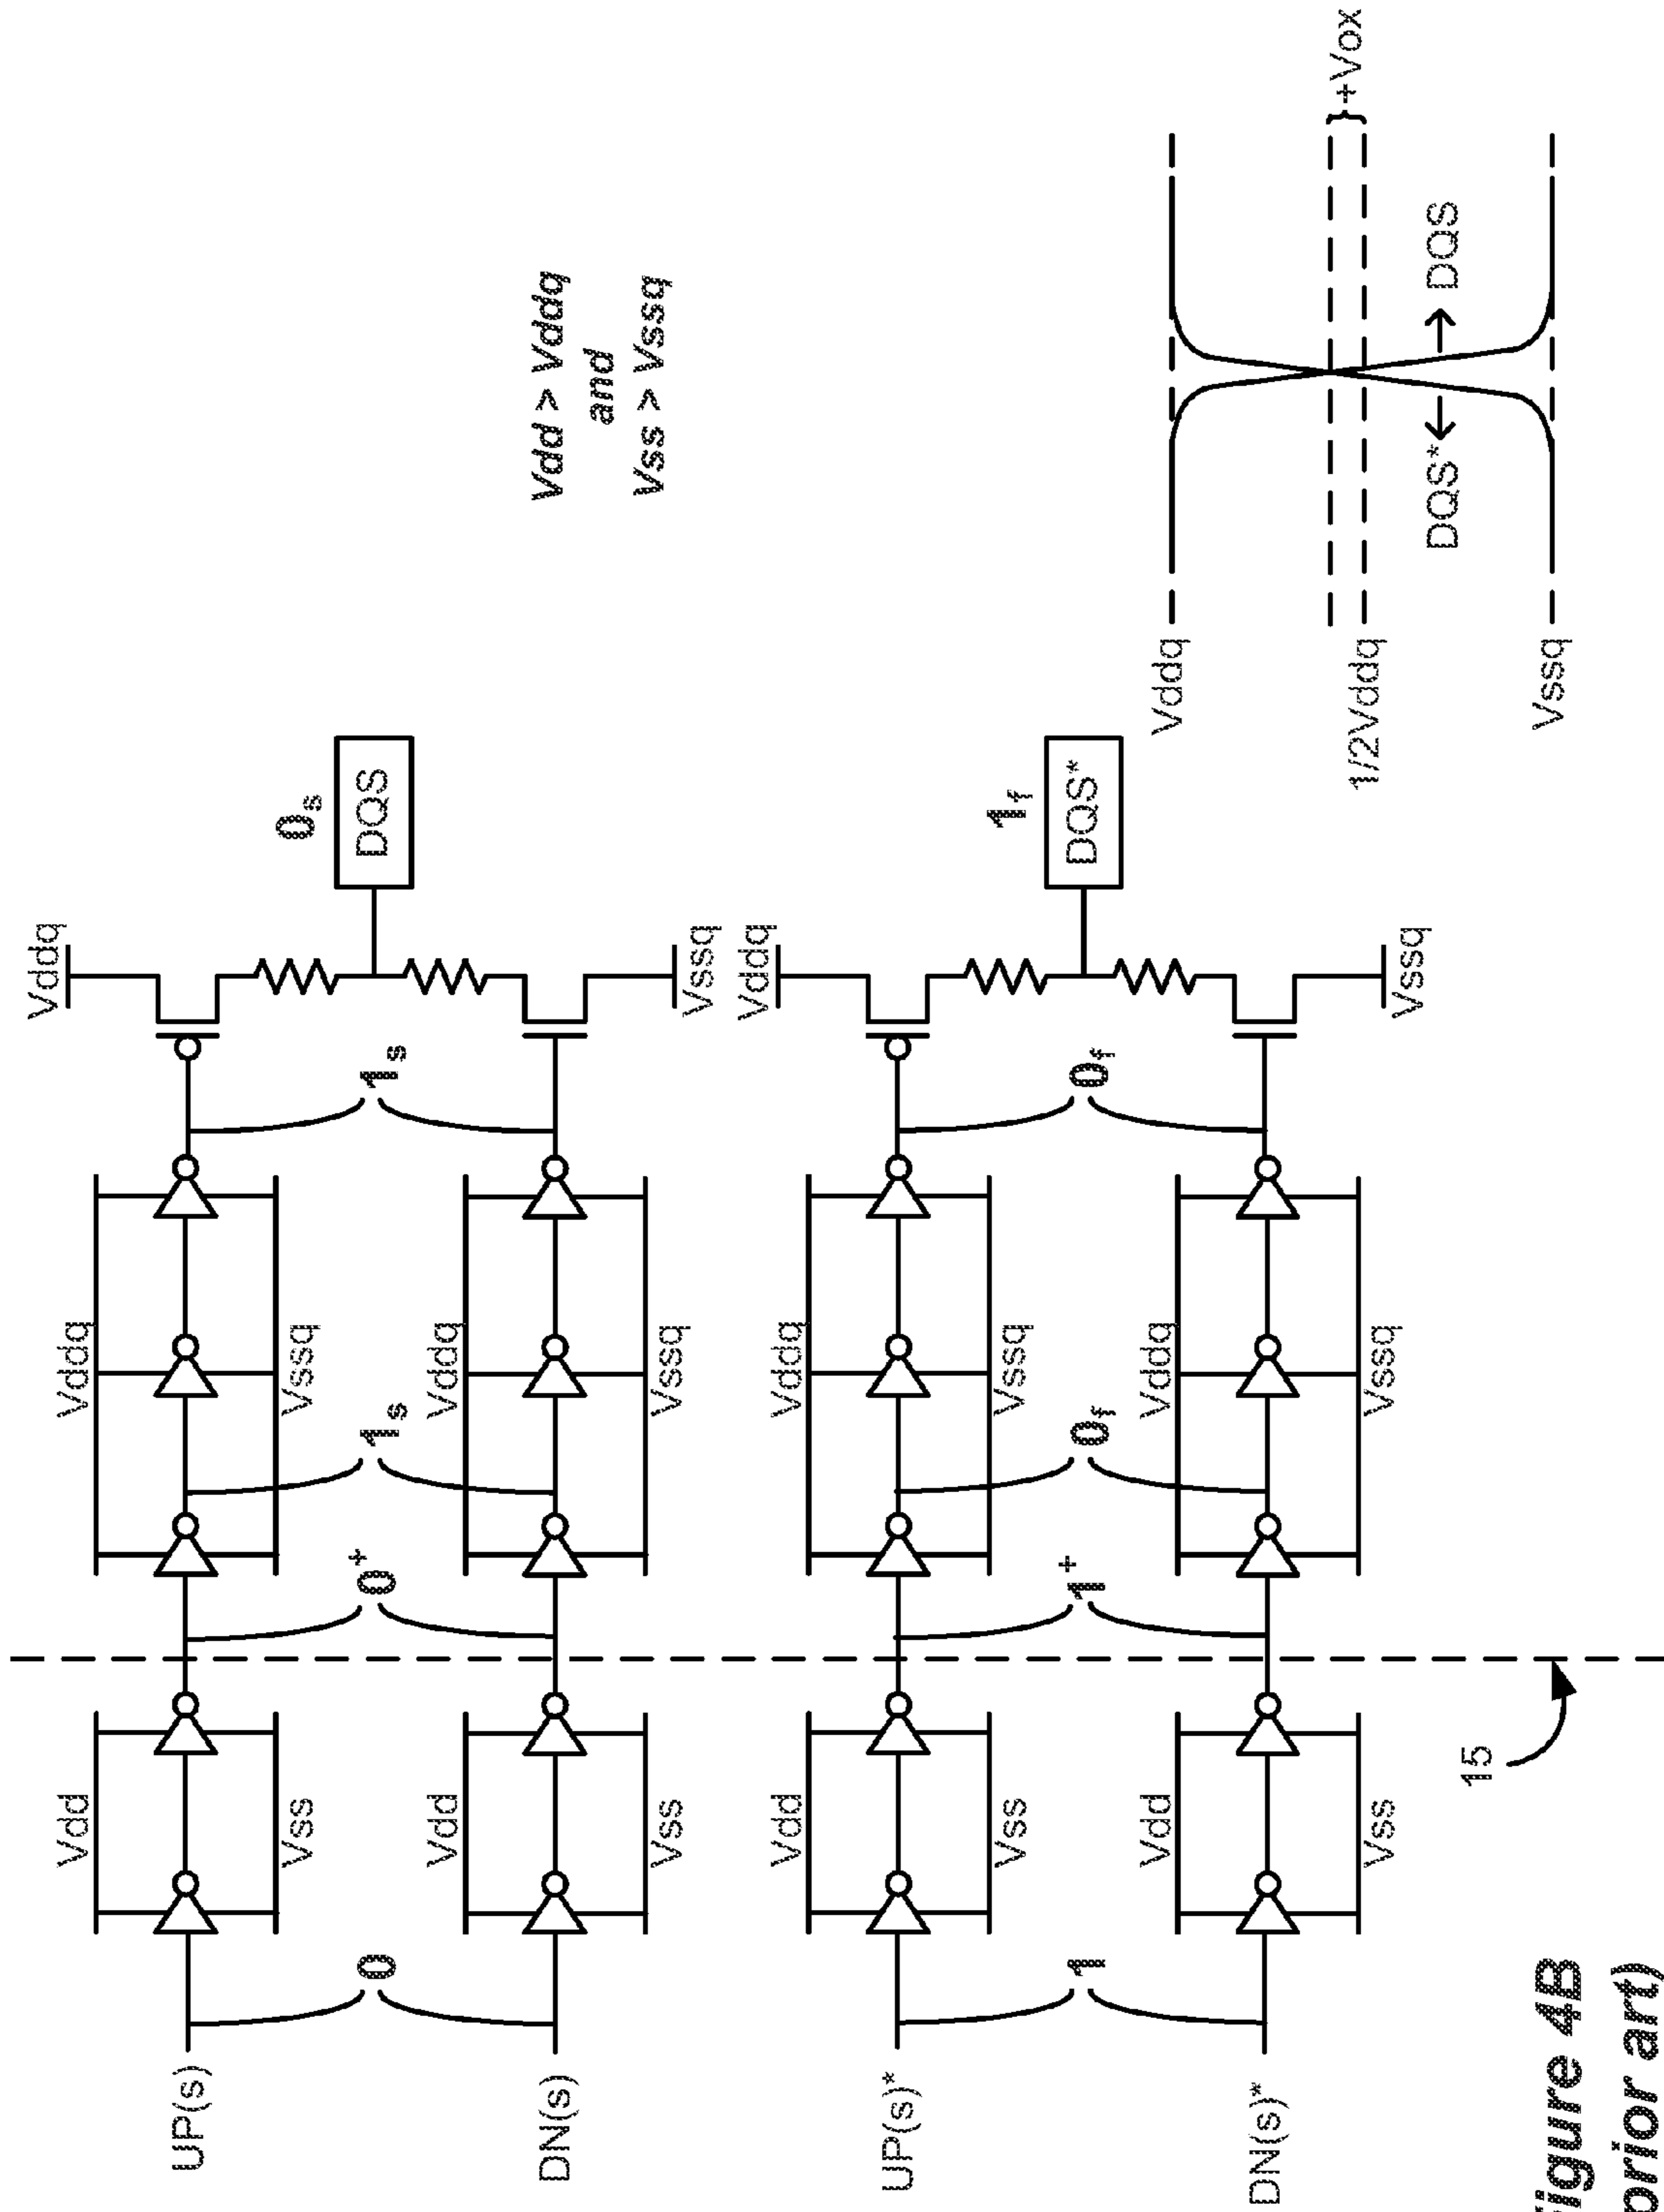 UP(s)
Vdd
Vss
Vddq
Vssq
Vddq
0
0⁺
1s
1s
0s
DQS
DN(s)
Vdd
Vss
Vddq
Vssq
Vssq
Vdd > Vddq
and
Vss > Vssq
UP(s)*
Vdd
Vss
Vddq
Vssq
Vddq
1
1⁺
0f
0f
1f
DQS*
DN(s)*
Vdd
Vss
Vddq
Vssq
Vssq
Vddq
1/2Vddq
+Vox
DQS*
DQS
Vssq
15
igure 4B
prior art)